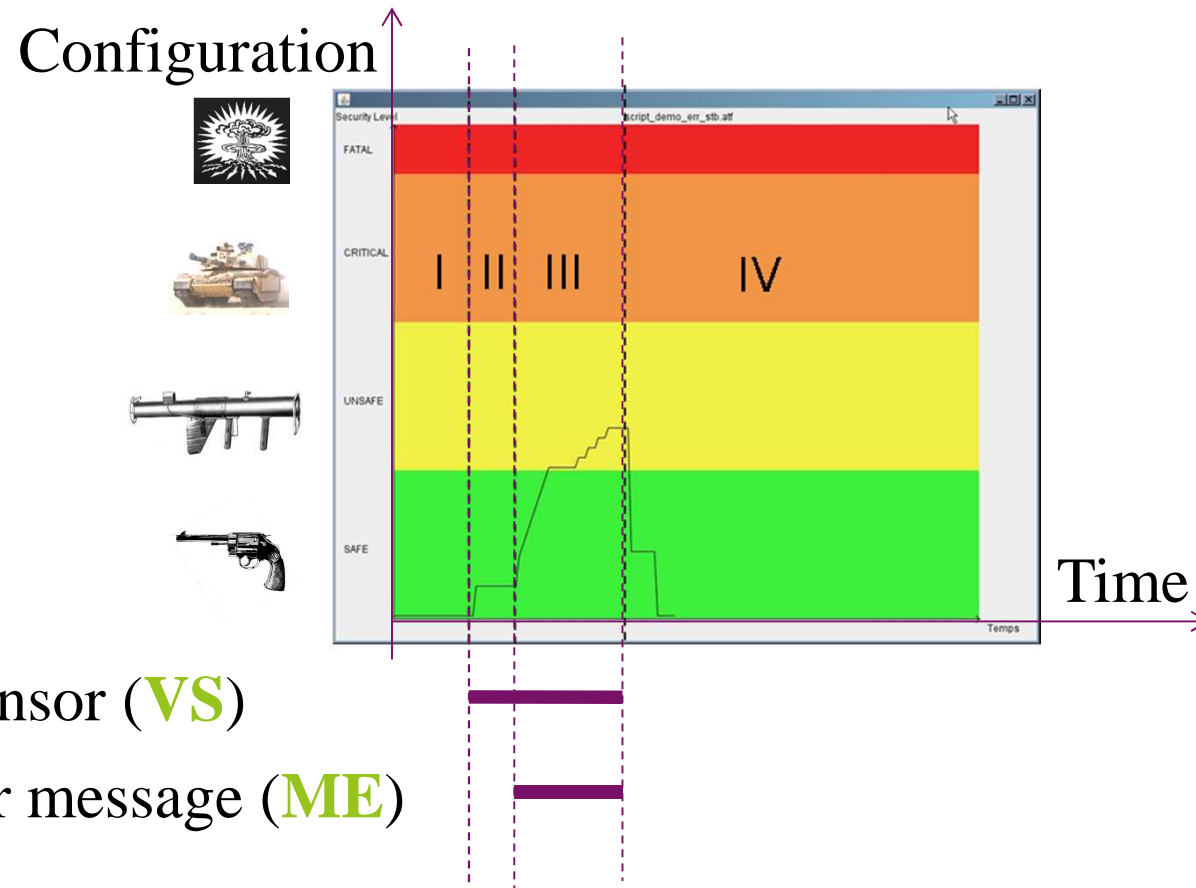 Configuration
Security Level
script_demo_err_stb.atf
FATAL
CRITICAL
I II III IV
UNSAFE
SAFE
Time
Temps
nsor (VS)
r message (ME)